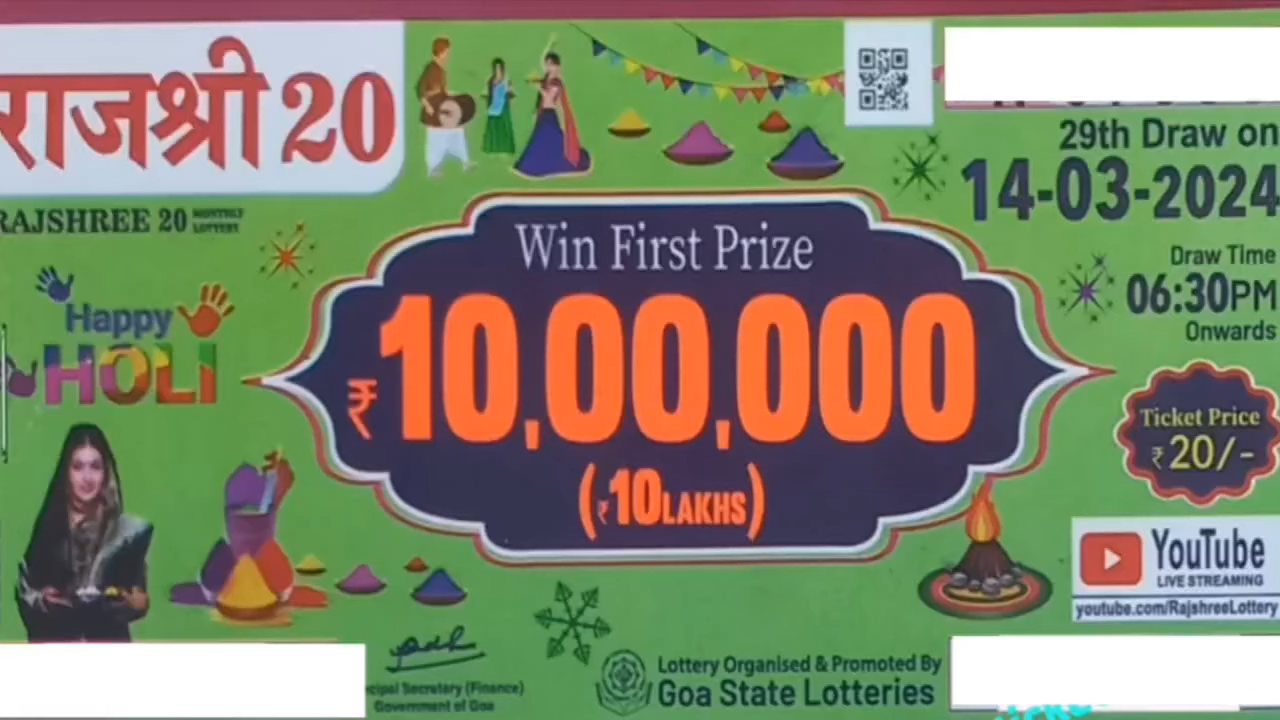 राजश्री 20
RAJSHREE 20 MONTHLY LOTTERY
Happy
HOLI
Win First Prize
₹10,00,000
(₹10 LAKHS)
29th Draw on
14-03-2024
Draw Time
06:30PM
Onwards
Ticket Price
₹20/-
YouTube
LIVE STREAMING
youtube.com/RajshreeLottery
Secretary (Finance)
Government of Goa
Lottery Organised & Promoted By
Goa State Lotteries